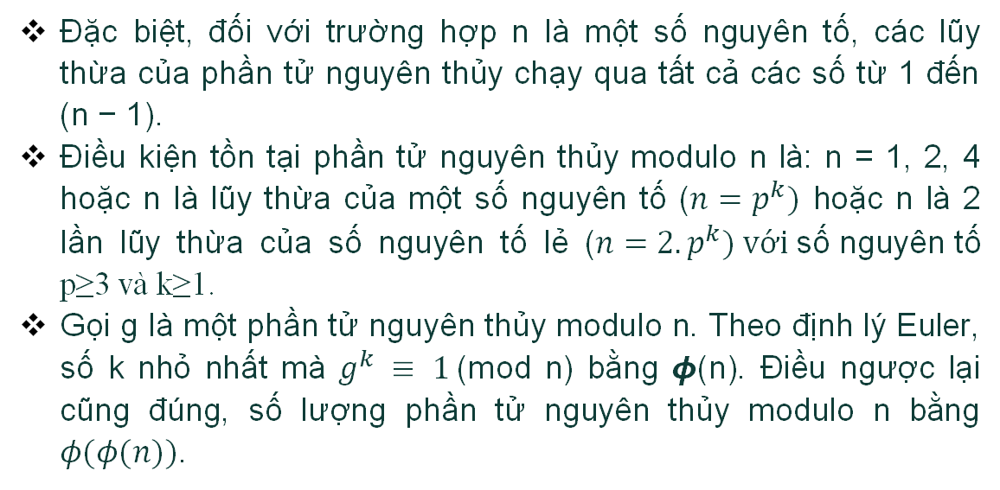 ❖ Đặc biệt, đối với trường hợp n là một số nguyên tố, các lũy
thừa của phần tử nguyên thủy chạy qua tất cả các số từ 1 đến
(n − 1).
❖ Điều kiện tồn tại phần tử nguyên thủy modulo n là: n = 1, 2, 4
hoặc n là lũy thừa của một số nguyên tố (n = pᵏ) hoặc n là 2
lần lũy thừa của số nguyên tố lẻ (n = 2. pᵏ) với số nguyên tố
p≥3 và k≥1.
❖ Gọi g là một phần tử nguyên thủy modulo n. Theo định lý Euler,
số k nhỏ nhất mà gᵏ ≡ 1 (mod n) bằng ϕ(n). Điều ngược lại
cũng đúng, số lượng phần tử nguyên thủy modulo n bằng
ϕ(ϕ(n)).